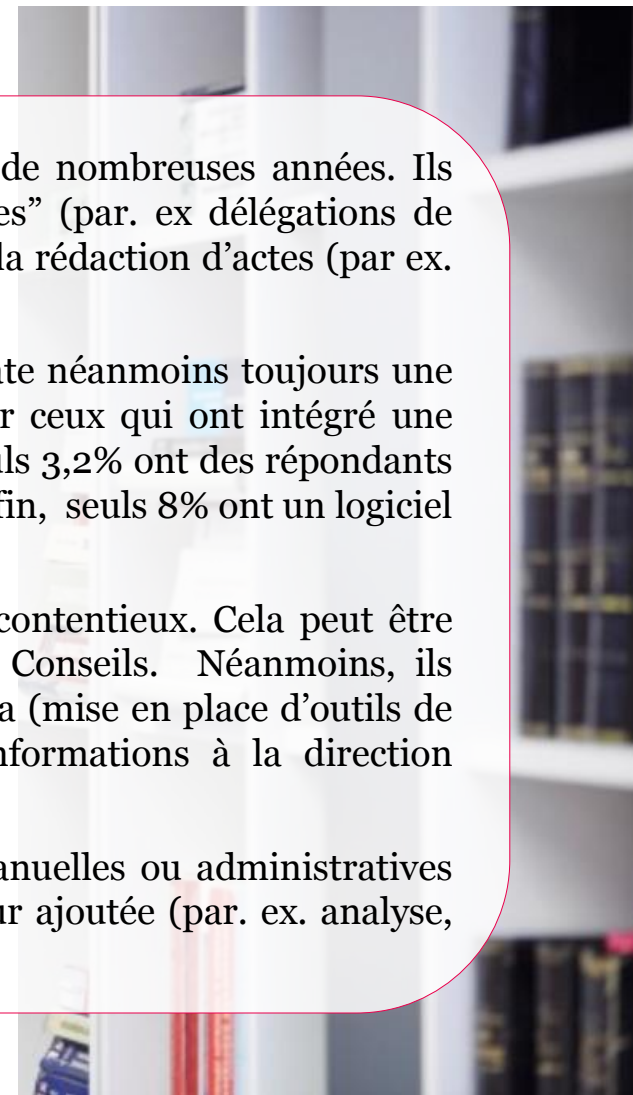 de nombreuses années. Ils
es” (par. ex délégations de
la rédaction d’actes (par ex.
nte néanmoins toujours une
r ceux qui ont intégré une
uls 3,2% ont des répondants
fin, seuls 8% ont un logiciel
contentieux. Cela peut être
Conseils. Néanmoins, ils
a (mise en place d’outils de
nformations à la direction
anuelles ou administratives
ur ajoutée (par. ex. analyse,